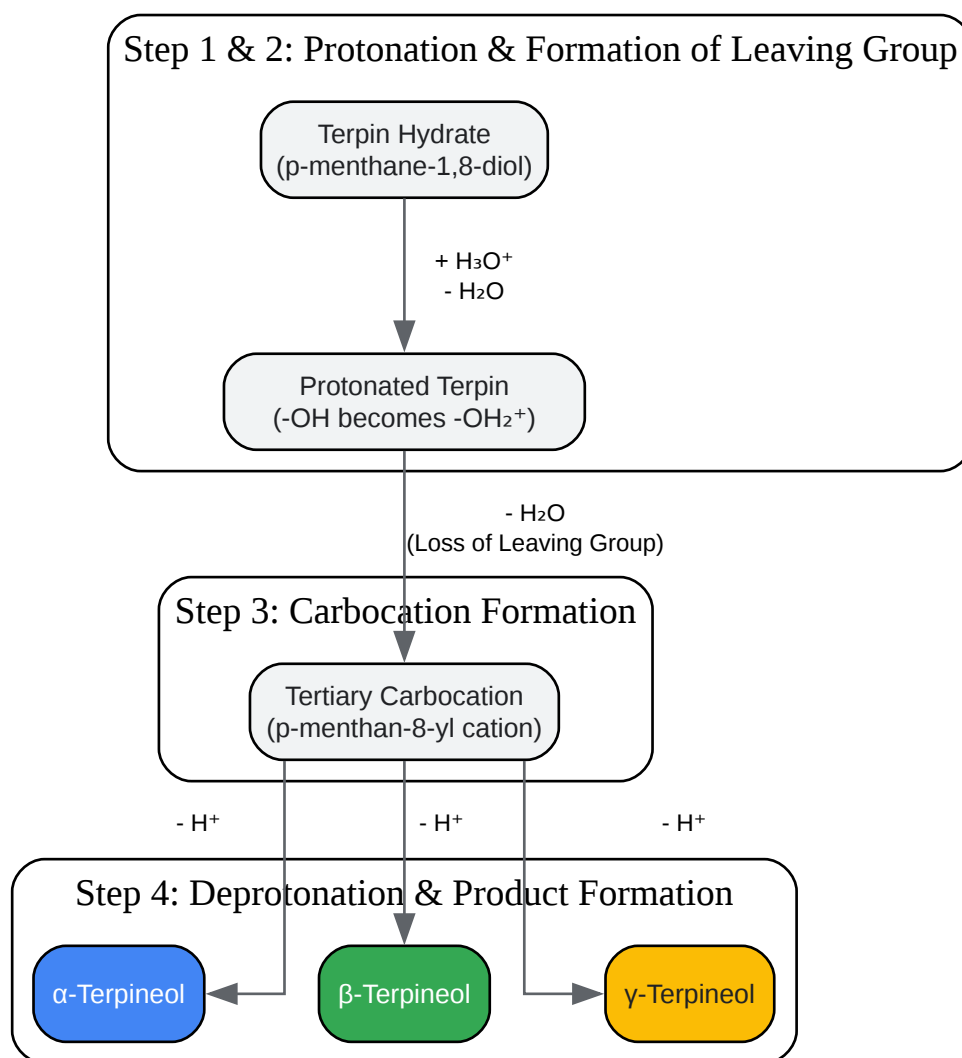 Step 1 & 2: Protonation & Formation of Leaving Group
Terpin Hydrate
(p-menthane-1,8-diol)
+ H₃O⁺
- H₂O
Protonated Terpin
(-OH becomes -OH₂⁺)
- H₂O
(Loss of Leaving Group)
Step 3: Carbocation Formation
Tertiary Carbocation
(p-menthan-8-yl cation)
- H⁺
- H⁺
- H⁺
Step 4: Deprotonation & Product Formation
α-Terpineol
β-Terpineol
γ-Terpineol